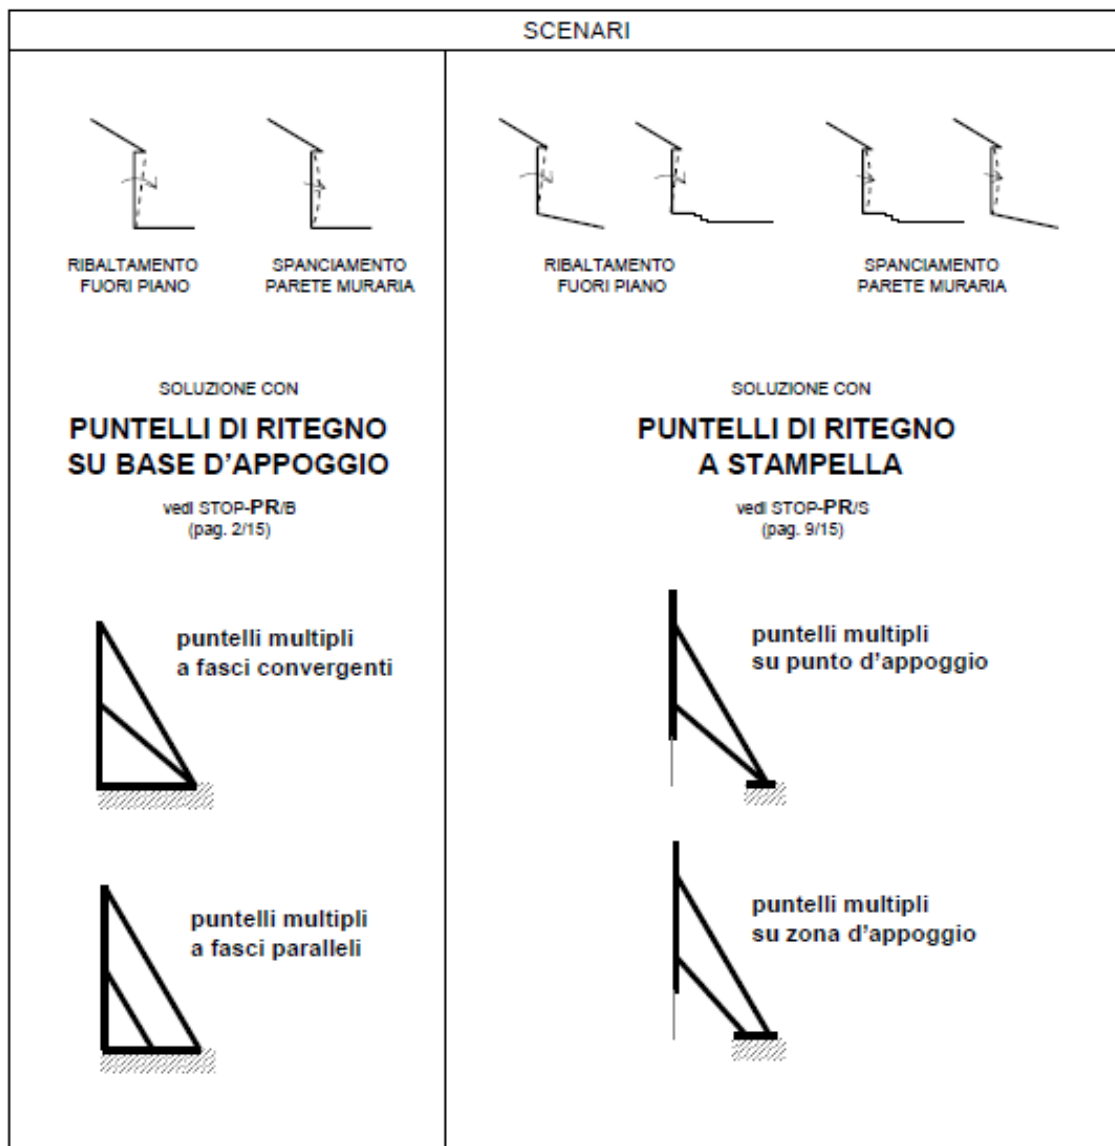 SCENARI
RIBALTAMENTO
FUORI PIANO
SPANCIAMENTO
PARETE MURARIA
SOLUZIONE CON
PUNTELLI DI RITEGNO
SU BASE D'APPOGGIO
vedi STOP-PR/B
(pag. 2/15)
puntelli multipli
a fasci convergenti
puntelli multipli
a fasci paralleli
RIBALTAMENTO
FUORI PIANO
SPANCIAMENTO
PARETE MURARIA
SOLUZIONE CON
PUNTELLI DI RITEGNO
A STAMPELLA
vedi STOP-PR/S
(pag. 9/15)
puntelli multipli
su punto d'appoggio
puntelli multipli
su zona d'appoggio